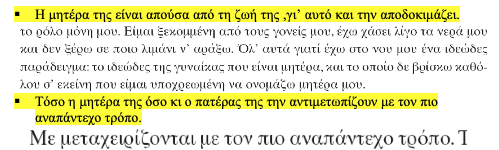 ▪ Η μητέρα της είναι απούσα από τη ζωή της ,γι’ αυτό και την αποδοκιμάζει.
το ρόλο μόνη μου. Είμαι ξεκομμένη από τους γονείς μου, έχω χάσει λίγο τα νερά μου
και δεν ξέρω σε ποιο λιμάνι ν’ αράξω. Όλ’ αυτά γιατί έχω στο νου μου ένα ιδεώδες
παράδειγμα: το ιδεώδες της γυναίκας που είναι μητέρα, και το οποίο δε βρίσκω καθό-
λου σ’ εκείνη που είμαι υποχρεωμένη να ονομάζω μητέρα μου.
▪ Τόσο η μητέρα της όσο κι ο πατέρας της την αντιμετωπίζουν με τον πιο
αναπάντεχο τρόπο.
Με μεταχειρίζονται με τον πιο αναπάντεχο τρόπο.